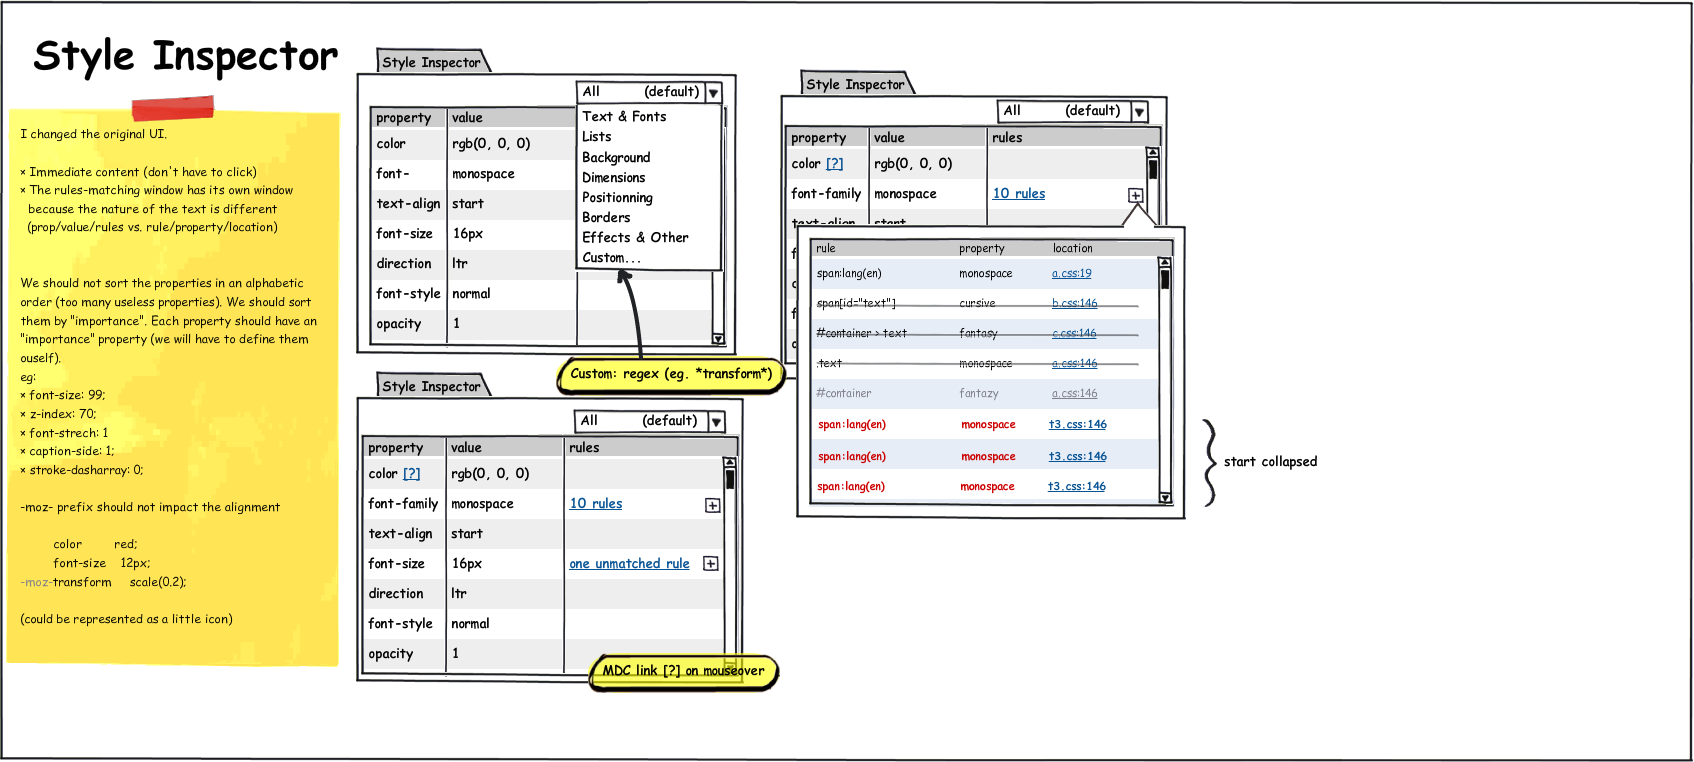 Style Inspector
I changed the original UI.
× Immediate content (don't have to click)
× The rules-matching window has its own window
because the nature of the text is different
(prop/value/rules vs. rule/property/location)
We should not sort the properties in an alphabetic
order (too many useless properties). We should sort
them by "importance". Each property should have an
"importance" property (we will have to define them
ouself).
eg:
× font-size: 99;
× z-index: 70;
× font-strech: 1
× caption-side: 1;
× stroke-dasharray: 0;
-moz- prefix should not impact the alignment
color red;
font-size 12px;
-moz-transform scale(0.2);
(could be represented as a little icon)
Style Inspector
All (default)
property value
color rgb(0, 0, 0)
font- monospace
text-align start
font-size 16px
direction ltr
font-style normal
opacity 1
Text & Fonts
Lists
Background
Dimensions
Positionning
Borders
Effects & Other
Custom...
Custom: regex (eg. *transform*)
Style Inspector
All (default)
property value rules
color [?] rgb(0, 0, 0)
font-family monospace 10 rules
text-align start
font-size 16px one unmatched rule
direction ltr
font-style normal
opacity 1
MDC link [?] on mouseover
Style Inspector
All (default)
property value rules
color [?] rgb(0, 0, 0)
font-family monospace 10 rules
text-align start
rule property location
span:lang(en) monospace a.css:19
span[id="text"] cursive b.css:146
#container > text fantasy c.css:146
.text monospace a.css:146
#container fantazy a.css:146
span:lang(en) monospace t3.css:146
span:lang(en) monospace t3.css:146
span:lang(en) monospace t3.css:146
start collapsed